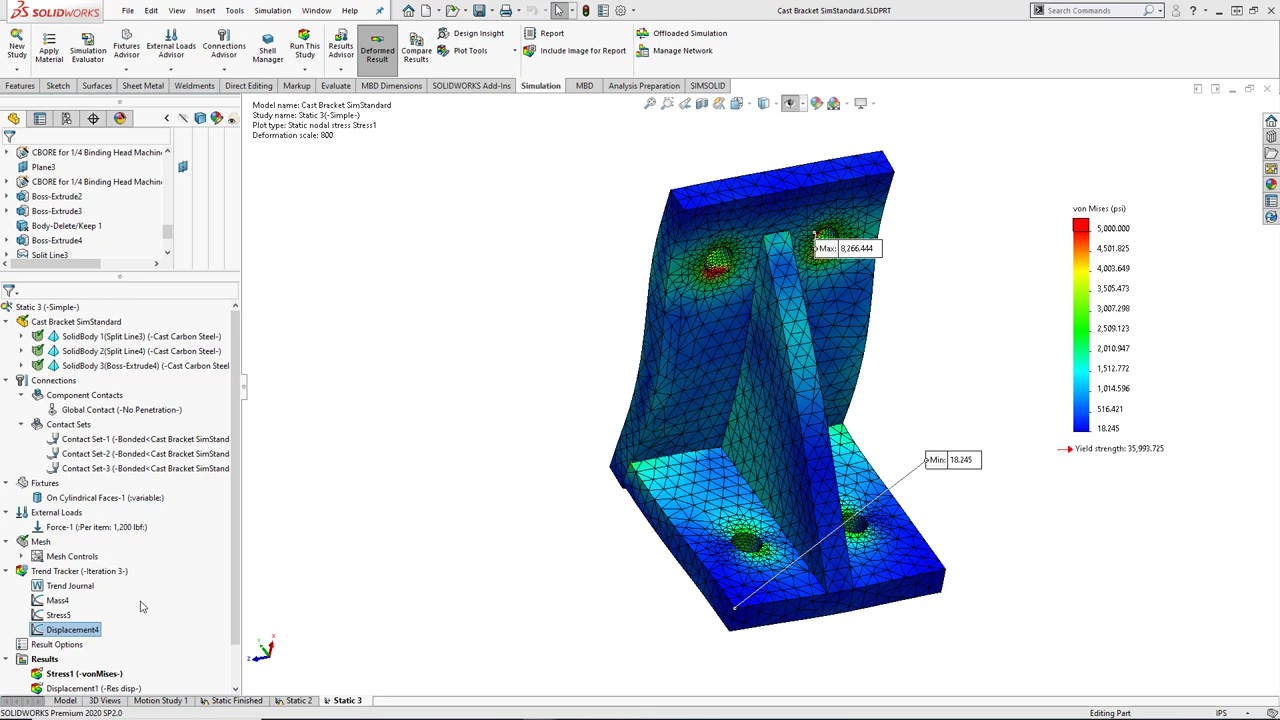 SOLIDWORKS
File Edit View Insert Tools Simulation Window Help
Cast Bracket SimStandard.SLDPRT
Search Commands
New Study
Apply Material
Simulation Evaluator
Fixtures Advisor
External Loads Advisor
Connections Advisor
Shell Manager
Run This Study
Results Advisor
Deformed Result
Compare Results
Design Insight
Plot Tools
Report
Include Image for Report
Offloaded Simulation
Manage Network
Features Sketch Surfaces Sheet Metal Weldments Direct Editing Markup Evaluate MBD Dimensions SOLIDWORKS Add-Ins Simulation MBD Analysis Preparation SIMSOLID
CBORE for 1/4 Binding Head Machine
Plane3
CBORE for 1/4 Binding Head Machin
Boss-Extrude2
Boss-Extrude3
Body-Delete/Keep 1
Boss-Extrude4
Split Line3
Static 3 (-Simple-)
Cast Bracket SimStandard
SolidBody 1(Split Line3) (-Cast Carbon Steel-)
SolidBody 2(Split Line4) (-Cast Carbon Steel-)
SolidBody 3(Boss-Extrude4) (-Cast Carbon Steel
Connections
Component Contacts
Global Contact (-No Penetration-)
Contact Sets
Contact Set-1 (-Bonded<Cast Bracket SimStand
Contact Set-2 (-Bonded<Cast Bracket SimStand
Contact Set-3 (-Bonded<Cast Bracket SimStand
Fixtures
On Cylindrical Faces-1 (:variable:)
External Loads
Force-1 (:Per item: 1,200 lbf:)
Mesh
Mesh Controls
Trend Tracker (-Iteration 3-)
Trend Journal
Mass4
Stress5
Displacement4
Result Options
Results
Stress1 (-vonMises-)
Displacement1 (-Res disp-)
Model name: Cast Bracket SimStandard
Study name: Static 3(-Simple-)
Plot type: Static nodal stress Stress1
Deformation scale: 800
Max: 8,266.444
Min: 18.245
von Mises (psi)
5,000.000
4,501.825
4,003.649
3,505.473
3,007.298
2,509.123
2,010.947
1,512.772
1,014.596
516.421
18.245
Yield strength: 35,993.725
Y X Z
Model 3D Views Motion Study 1 Static Finished Static 2 Static 3
SOLIDWORKS Premium 2020 SP2.0
Editing Part
IPS